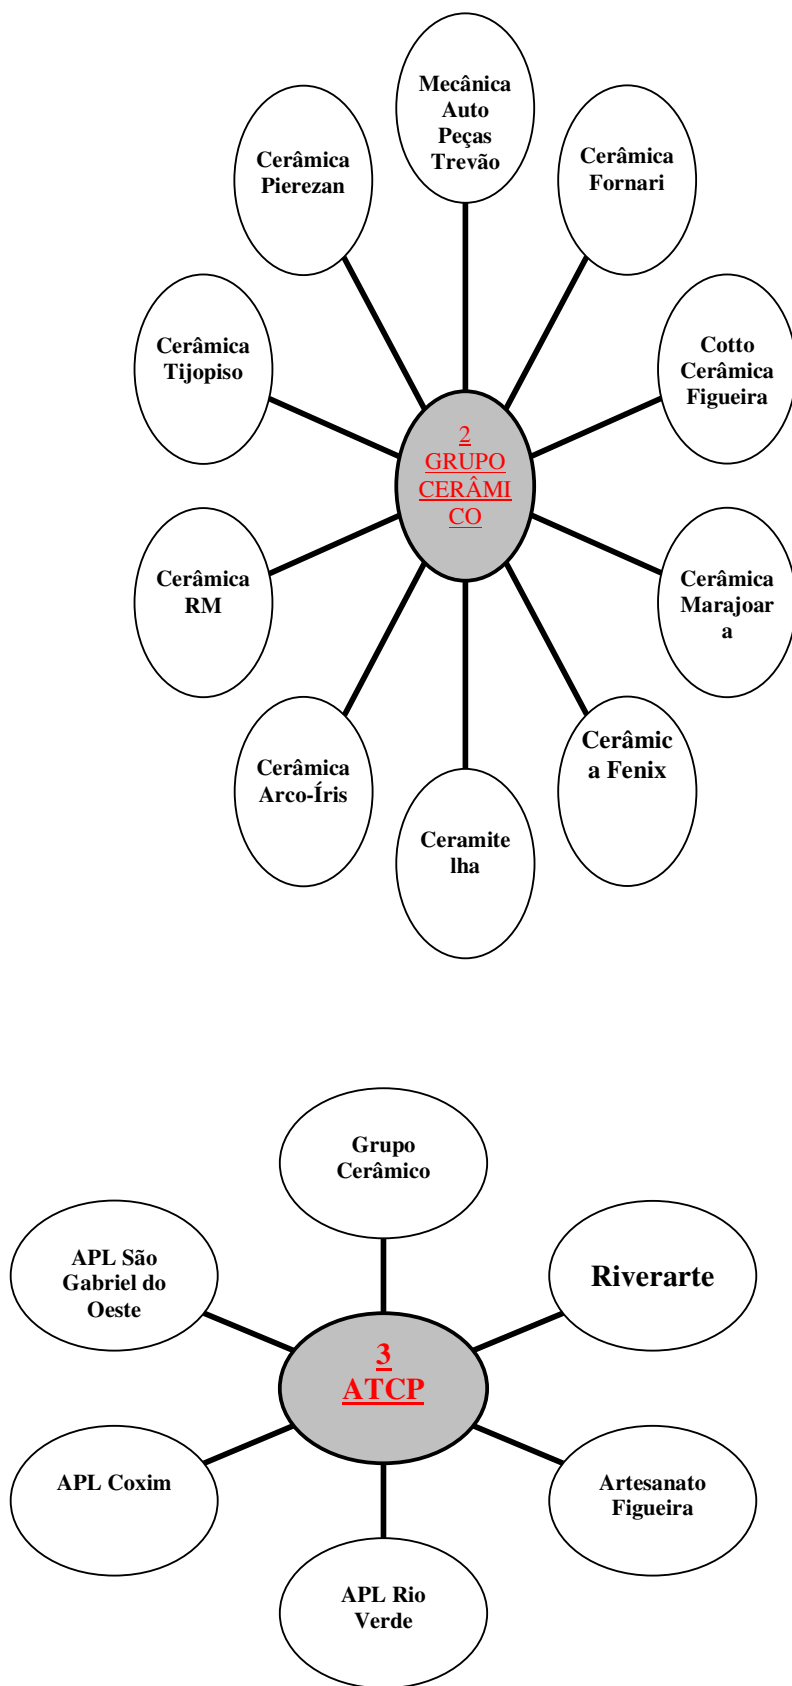 Mecânica
Auto
Peças
Trevão
Cerâmica
Pierezan
Cerâmica
Fornari
Cerâmica
Tijopiso
Cotto
Cerâmica
Figueira
2
GRUPO
CERÂMI
CO
Cerâmica
RM
Cerâmica
Marajoar
a
Cerâmica
Arco-Íris
Cerâmic
a Fenix
Ceramite
lha
Grupo
Cerâmico
APL São
Gabriel do
Oeste
Riverarte
3
ATCP
APL Coxim
Artesanato
Figueira
APL Rio
Verde